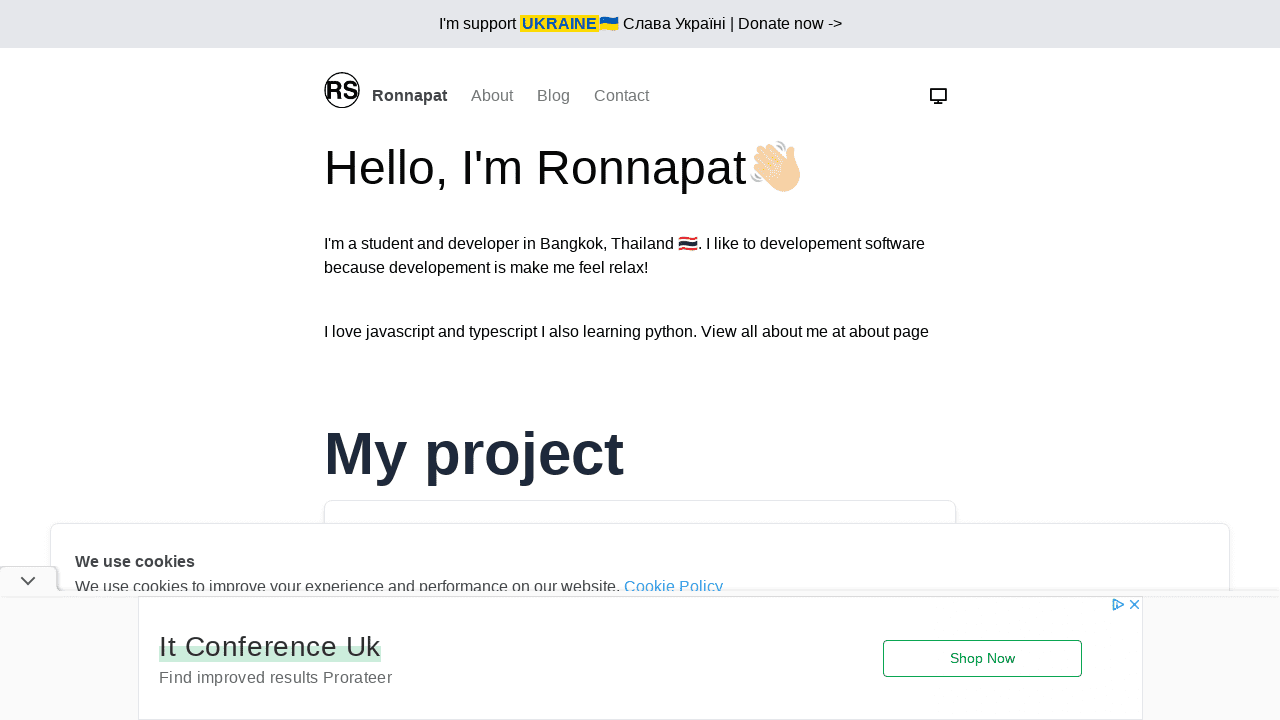 I'm support UKRAINE🇺🇦 Слава Україні | Donate now ->
RS Ronnapat About Blog Contact
Hello, I'm Ronnapat👋🏼
I'm a student and developer in Bangkok, Thailand 🇹🇭. I like to developement software
because developement is make me feel relax!
I love javascript and typescript I also learning python. View all about me at about page
My project
We use cookies
We use cookies to improve your experience and performance on our website. Cookie Policy
It Conference Uk
Find improved results Prorateer
Shop Now